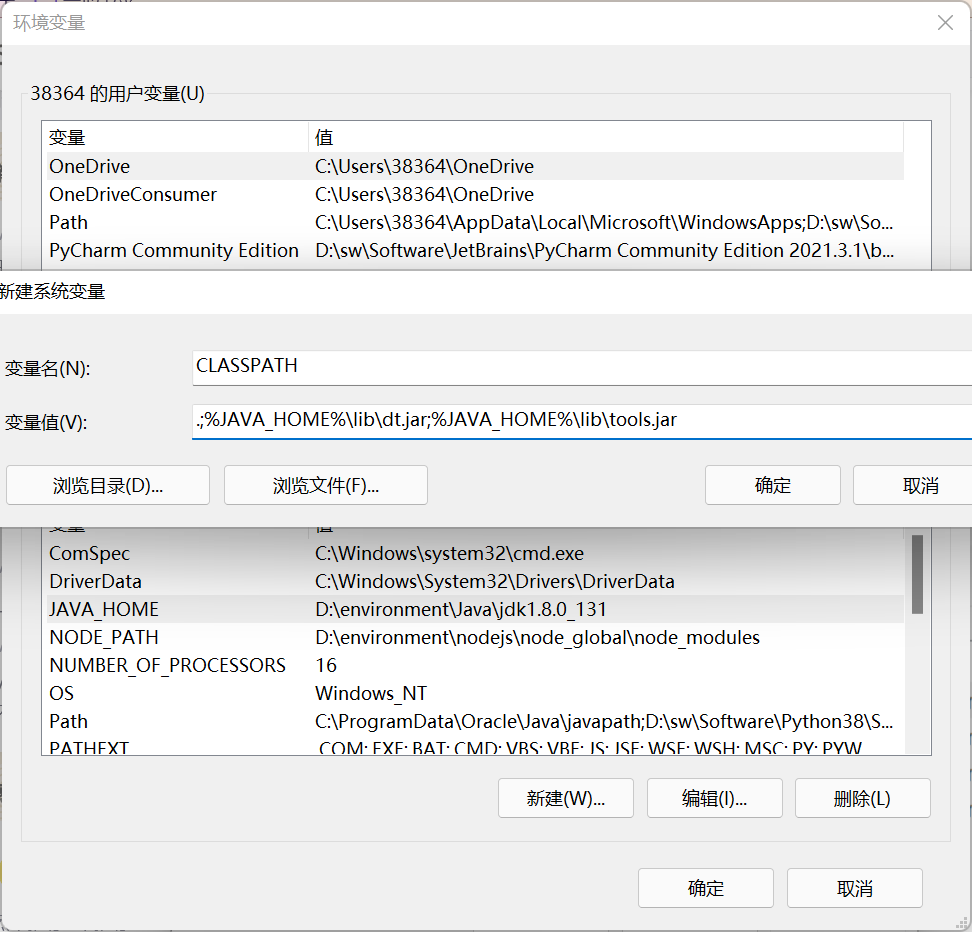 环境变量
38364 的用户变量(U)
变量 值
OneDrive C:\Users\38364\OneDrive
OneDriveConsumer C:\Users\38364\OneDrive
Path C:\Users\38364\AppData\Local\Microsoft\WindowsApps;D:\sw\So...
PyCharm Community Edition D:\sw\Software\JetBrains\PyCharm Community Edition 2021.3.1\b...
新建系统变量
变量名(N): CLASSPATH
变量值(V): .;%JAVA_HOME%\lib\dt.jar;%JAVA_HOME%\lib\tools.jar
浏览目录(D)... 浏览文件(F)... 确定 取消
变量 值
ComSpec C:\Windows\system32\cmd.exe
DriverData C:\Windows\System32\Drivers\DriverData
JAVA_HOME D:\environment\Java\jdk1.8.0_131
NODE_PATH D:\environment\nodejs\node_global\node_modules
NUMBER_OF_PROCESSORS 16
OS Windows_NT
Path C:\ProgramData\Oracle\Java\javapath;D:\sw\Software\Python38\S...
PATHEXT .COM;.EXE;.BAT;.CMD;.VBS;.VBE;.JS;.JSE;.WSF;.WSH;.MSC;.PY;.PYW
新建(W)... 编辑(I)... 删除(L)
确定 取消